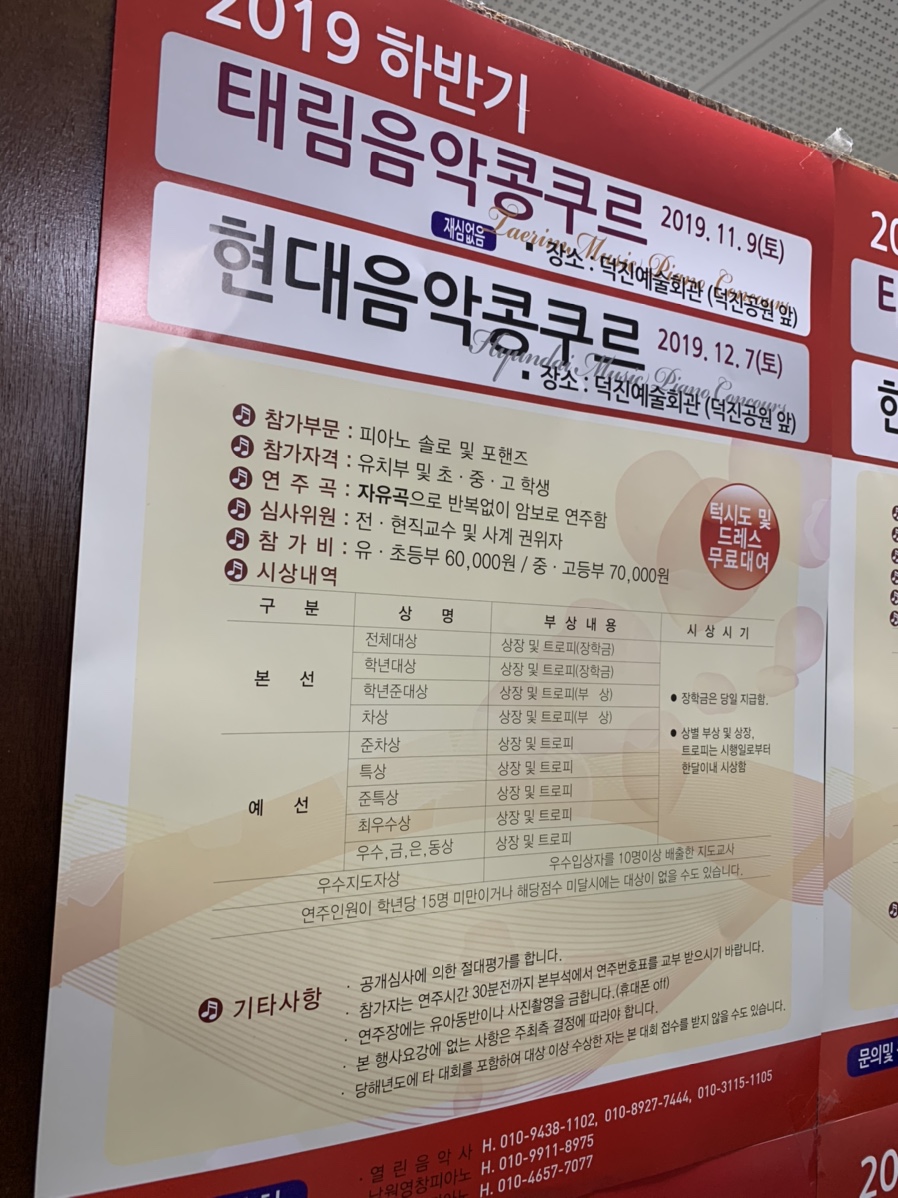 2019 하반기
태림음악콩쿠르 2019. 11. 9(토)
Taerim Music Piano Concours
재심없음
▪ 장소 : 덕진예술회관 (덕진공원 앞)
현대음악콩쿠르 2019. 12. 7(토)
Hyundai Music Piano Concours
▪ 장소 : 덕진예술회관 (덕진공원 앞)
참가부문 : 피아노 솔로 및 포핸즈
참가자격 : 유치부 및 초 · 중 · 고 학생
연 주 곡 : 자유곡으로 반복없이 암보로 연주함
심사위원 : 전 · 현직교수 및 사계 권위자
참 가 비 : 유 · 초등부 60,000원 / 중 · 고등부 70,000원
시상내역
턱시도 및
드레스
무료대여
구 분 상 명 부 상 내 용 시 상 시 기
본 선
전체대상 상장 및 트로피(장학금)
학년대상 상장 및 트로피(장학금)
학년준대상 상장 및 트로피(부 상)
차상 상장 및 트로피(부 상)
예 선
준차상 상장 및 트로피
특상 상장 및 트로피
준특상 상장 및 트로피
최우수상 상장 및 트로피
우수,금,은,동상 상장 및 트로피
● 장학금은 당일 지급함.
● 상별 부상 및 상장,
트로피는 시행일로부터
한달이내 시상함
우수지도자상 우수입상자를 10명이상 배출한 지도교사
연주인원이 학년당 15명 미만이거나 해당점수 미달시에는 대상이 없을 수도 있습니다.
기타사항
· 공개심사에 의한 절대평가를 합니다.
· 참가자는 연주시간 30분전까지 본부석에서 연주번호표를 교부 받으시기 바랍니다.
· 연주장에는 유아동반이나 사진촬영을 금합니다.(휴대폰 off)
· 본 행사요강에 없는 사항은 주최측 결정에 따라야 합니다.
· 당해년도에 타 대회를 포함하여 대상 이상 수상한 자는 본 대회 접수를 받지 않을 수도 있습니다.
· 열 린 음 악 사 H. 010-9438-1102, 010-8927-7444, 010-3115-1105
남원영창피아노 H. 010-9911-8975
H. 010-4657-7077
문의및
20